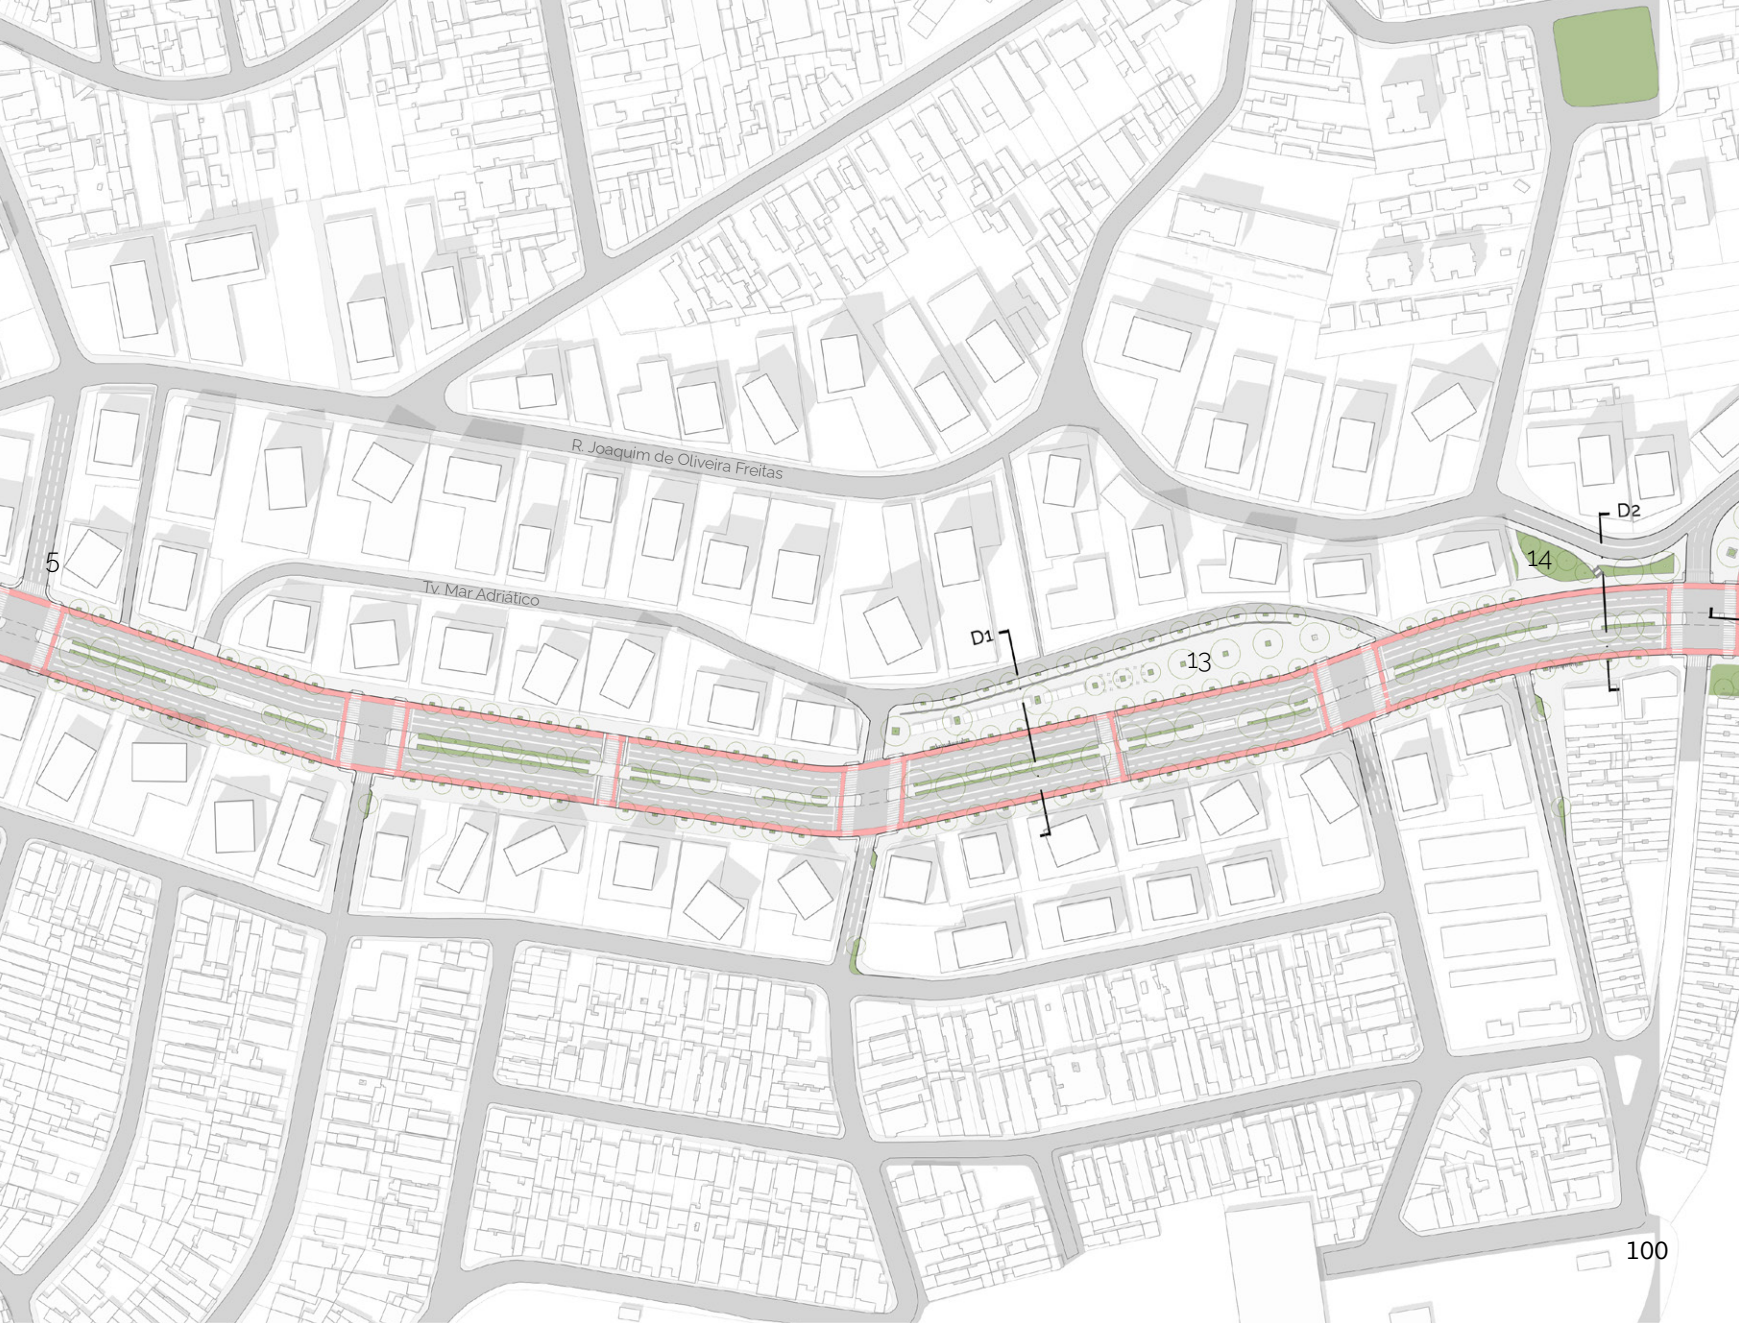 R. Joaquim de Oliveira Freitas
D2
5
14
Tv. Mar Adriático
D1
13
100